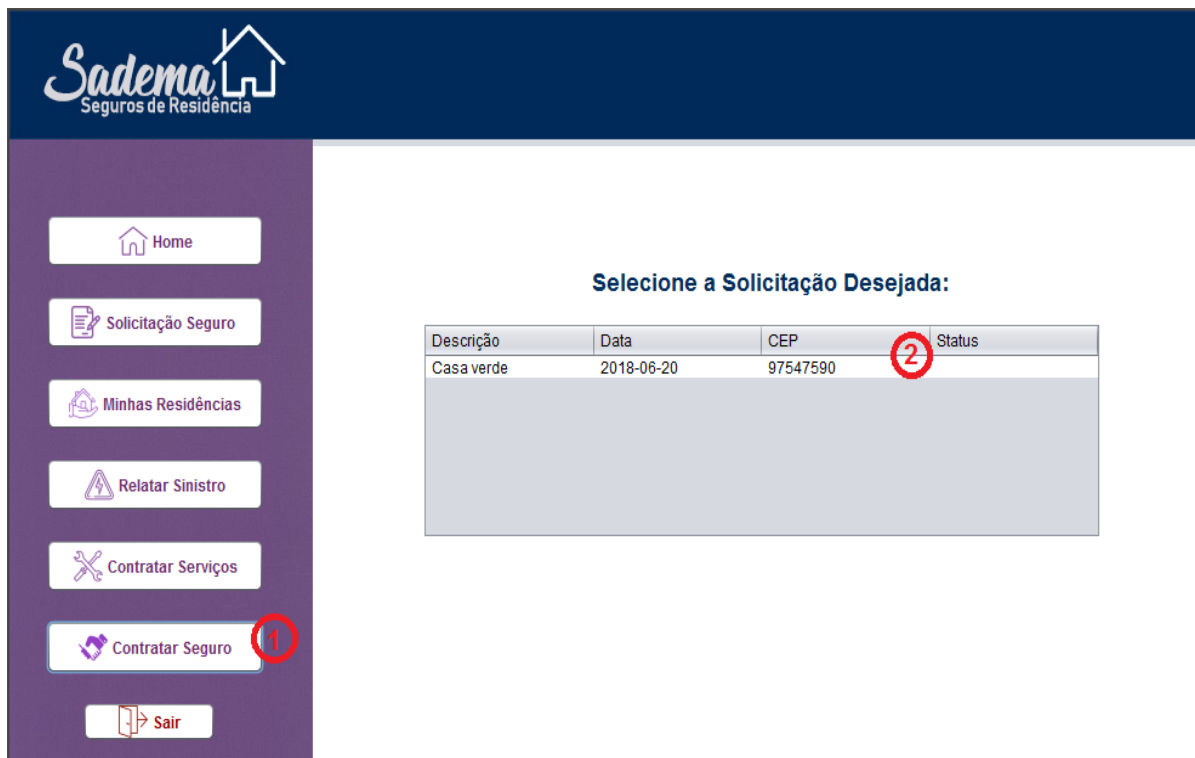 Sadema
Seguros de Residência
Home
Solicitação Seguro
Minhas Residências
Relatar Sinistro
Contratar Serviços
Contratar Seguro
1
Sair
Selecione a Solicitação Desejada:
Descrição Data CEP Status
2
Casa verde 2018-06-20 97547590